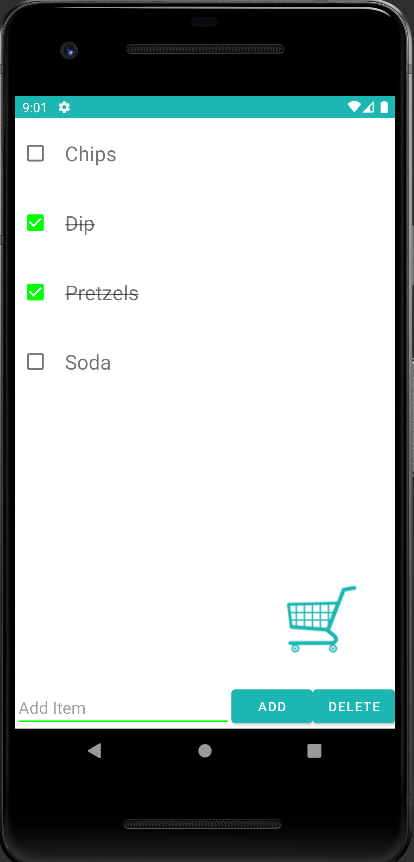 9:01
Chips
Dip
Pretzels
Soda
Add Item
ADD DELETE